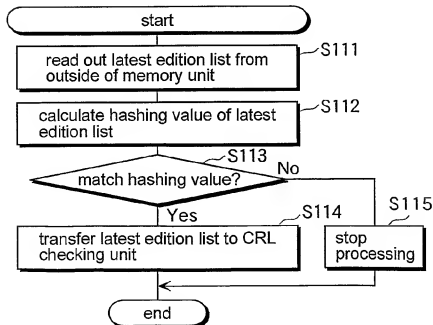 start
S111
read out latest edition list from
outside of memory unit
S112
calculate hashing value of latest
edition list
S113
match hashing value?
No
Yes
S114
S115
transfer latest edition list to CRL
checking unit
stop
processing
end